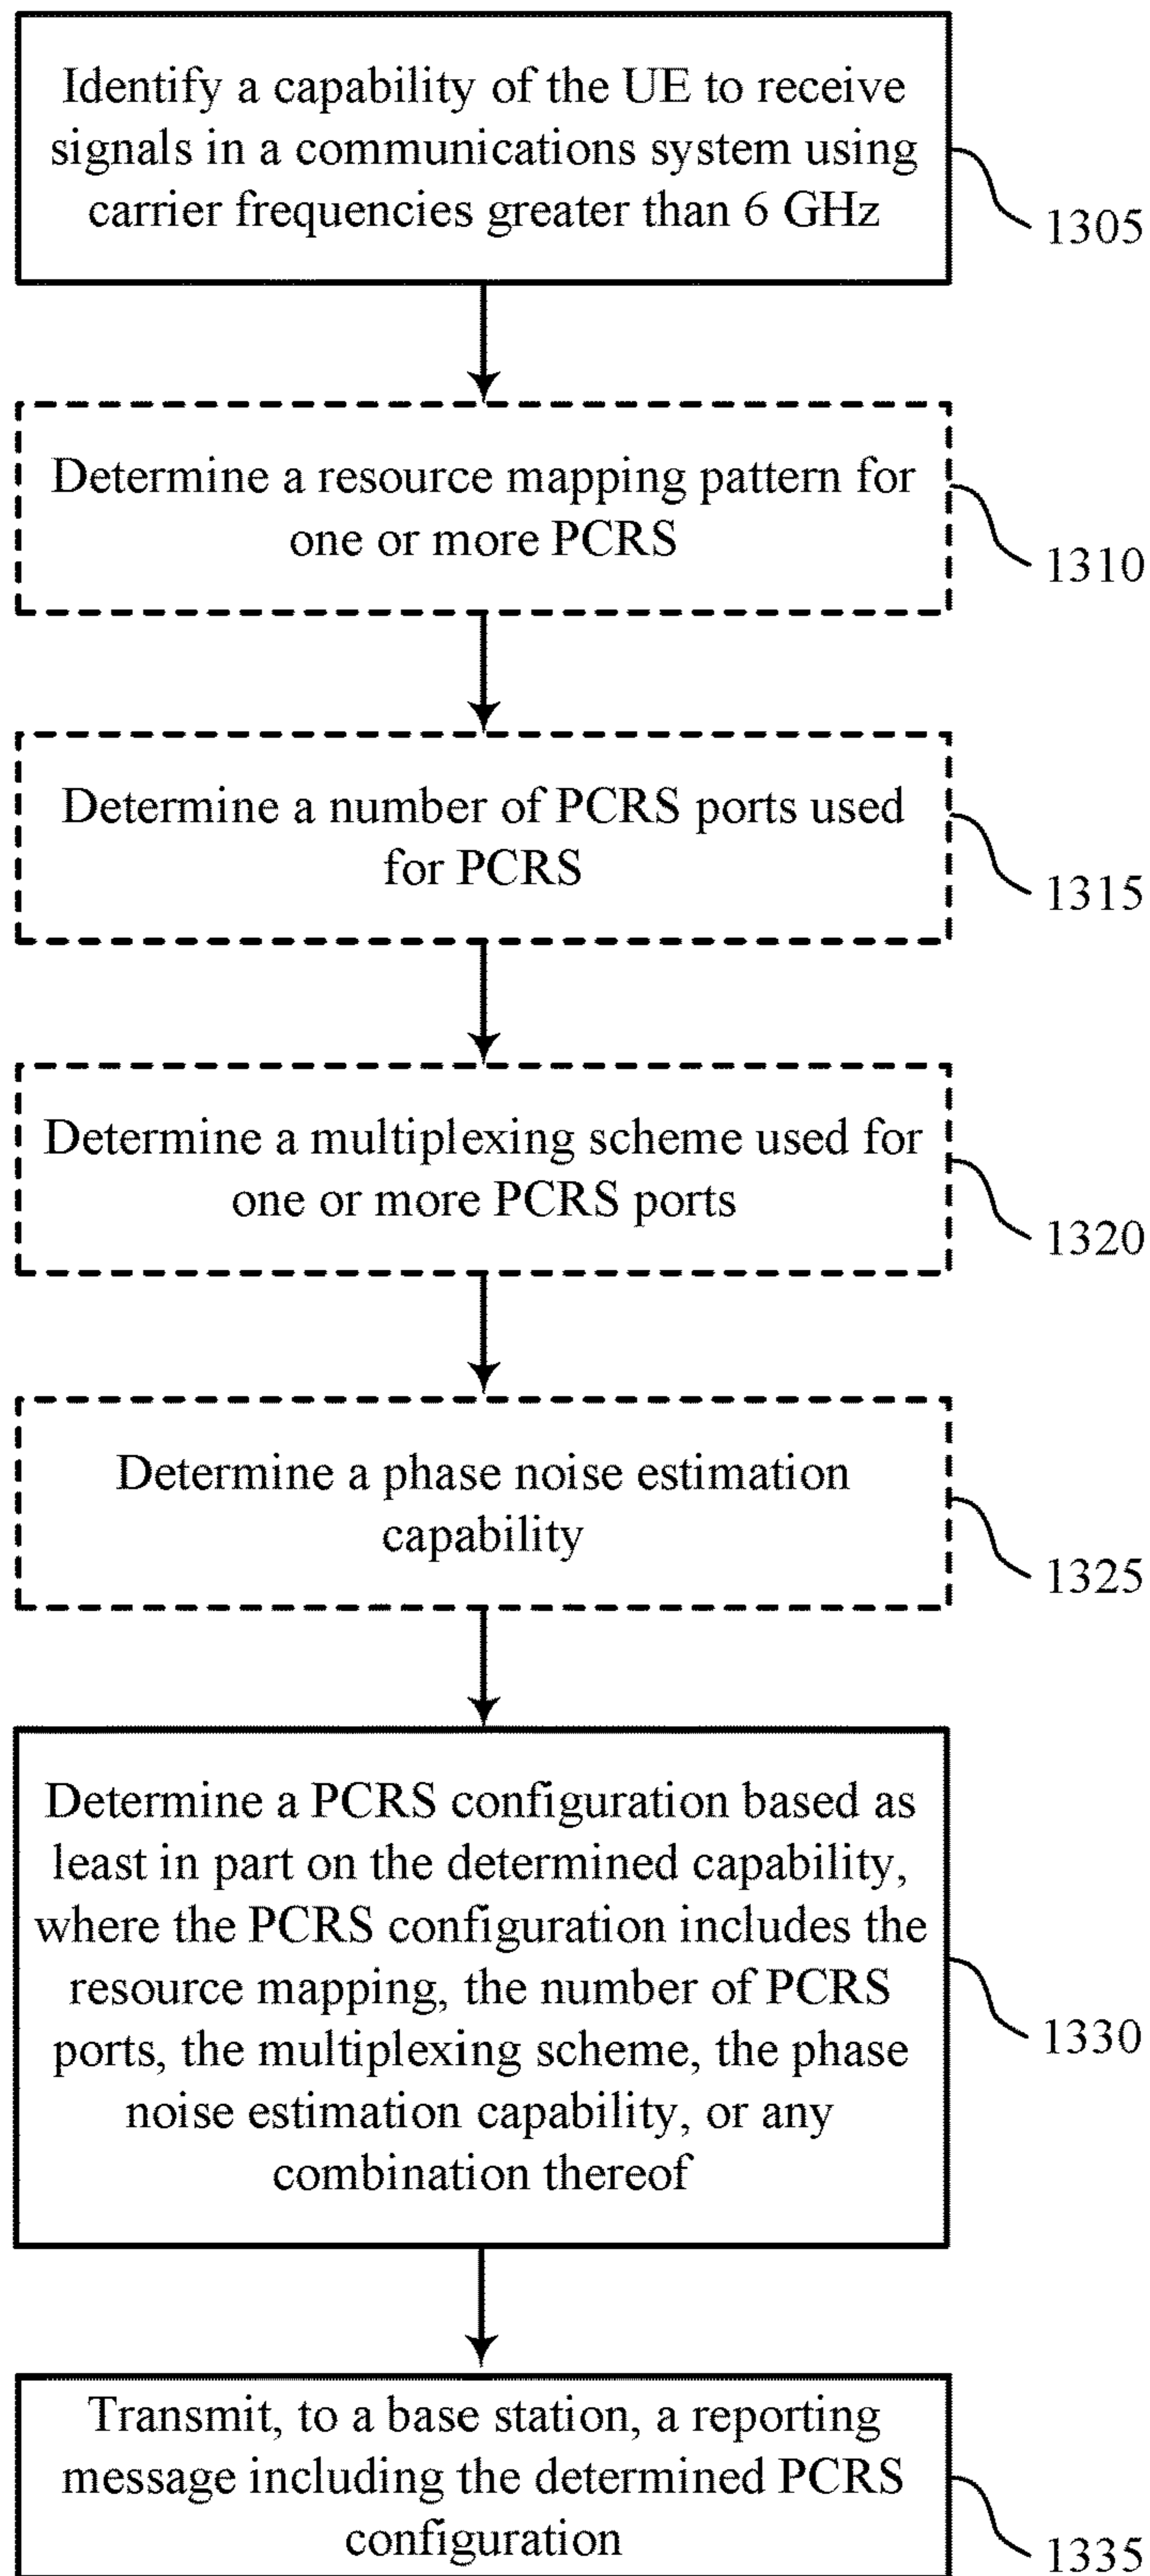 Identify a capability of the UE to receive
signals in a communications system using
carrier frequencies greater than 6 GHz
1305
Determine a resource mapping pattern for
one or more PCRS
1310
Determine a number of PCRS ports used
for PCRS
1315
Determine a multiplexing scheme used for
one or more PCRS ports
1320
Determine a phase noise estimation
capability
1325
Determine a PCRS configuration based as
least in part on the determined capability,
where the PCRS configuration includes the
resource mapping, the number of PCRS
ports, the multiplexing scheme, the phase
noise estimation capability, or any
combination thereof
1330
Transmit, to a base station, a reporting
message including the determined PCRS
configuration
1335